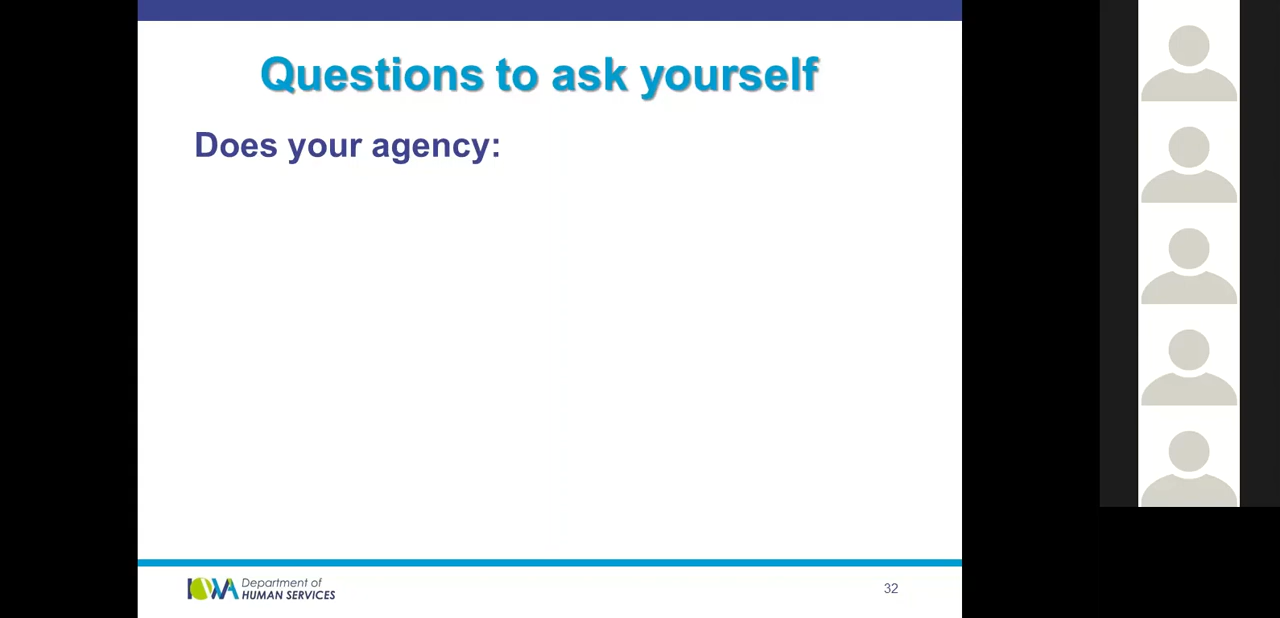 Questions to ask yourself
Does your agency:
IOWA Department of
HUMAN SERVICES
32